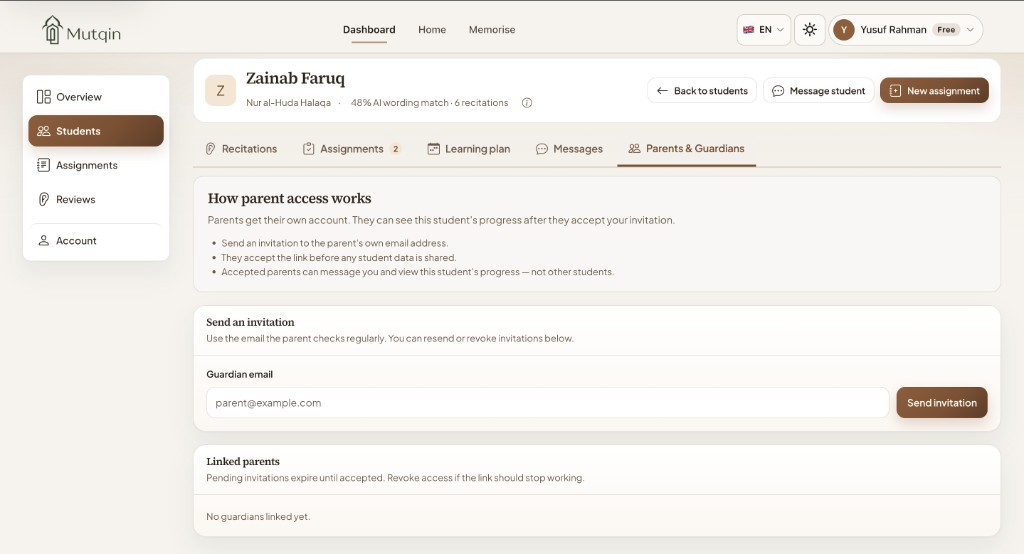 Mutqin
Dashboard
Home
Memorise
EN
Y
Yusuf Rahman
Free
Overview
Students
Assignments
Reviews
Account
Z
Zainab Faruq
Nur al-Huda Halaqa · 48% AI wording match · 6 recitations
Back to students
Message student
New assignment
Recitations
Assignments 2
Learning plan
Messages
Parents & Guardians
How parent access works
Parents get their own account. They can see this student's progress after they accept your invitation.
• Send an invitation to the parent's own email address.
• They accept the link before any student data is shared.
• Accepted parents can message you and view this student's progress — not other students.
Send an invitation
Use the email the parent checks regularly. You can resend or revoke invitations below.
Guardian email
parent@example.com
Send invitation
Linked parents
Pending invitations expire until accepted. Revoke access if the link should stop working.
No guardians linked yet.